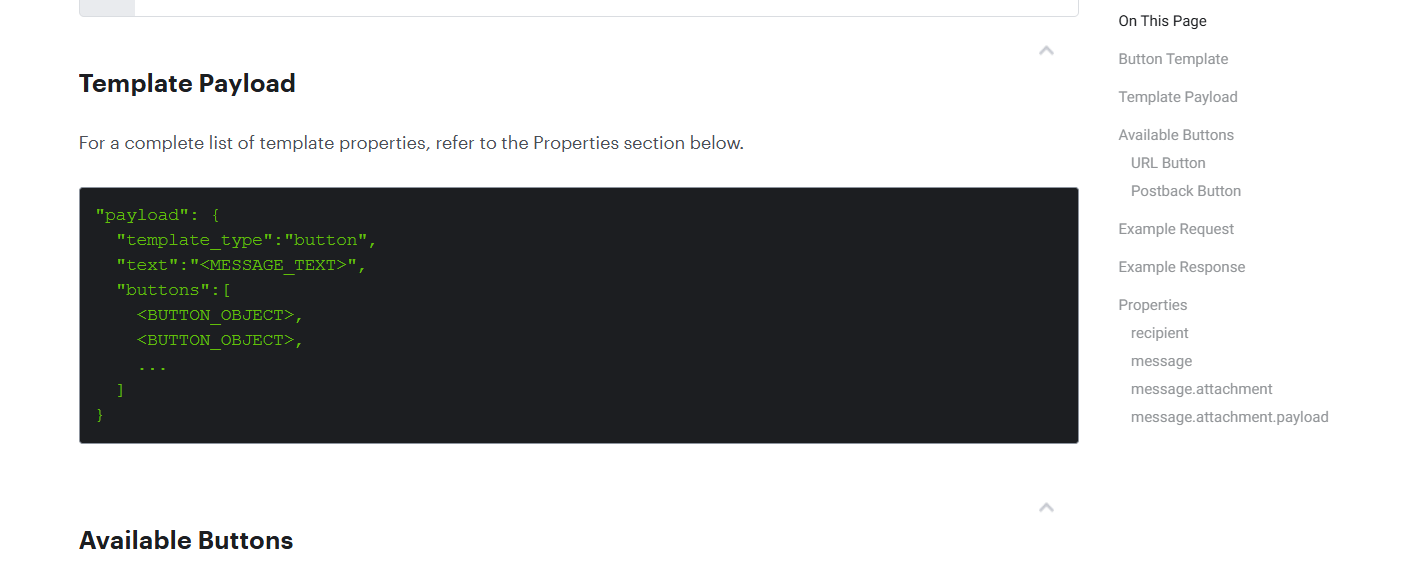 Template Payload
For a complete list of template properties, refer to the Properties section below.
"payload": {
  "template_type":"button",
  "text":"<MESSAGE_TEXT>",
  "buttons":[
    <BUTTON_OBJECT>,
    <BUTTON_OBJECT>,
    ...
  ]
}
Available Buttons
On This Page
Button Template
Template Payload
Available Buttons
URL Button
Postback Button
Example Request
Example Response
Properties
recipient
message
message.attachment
message.attachment.payload